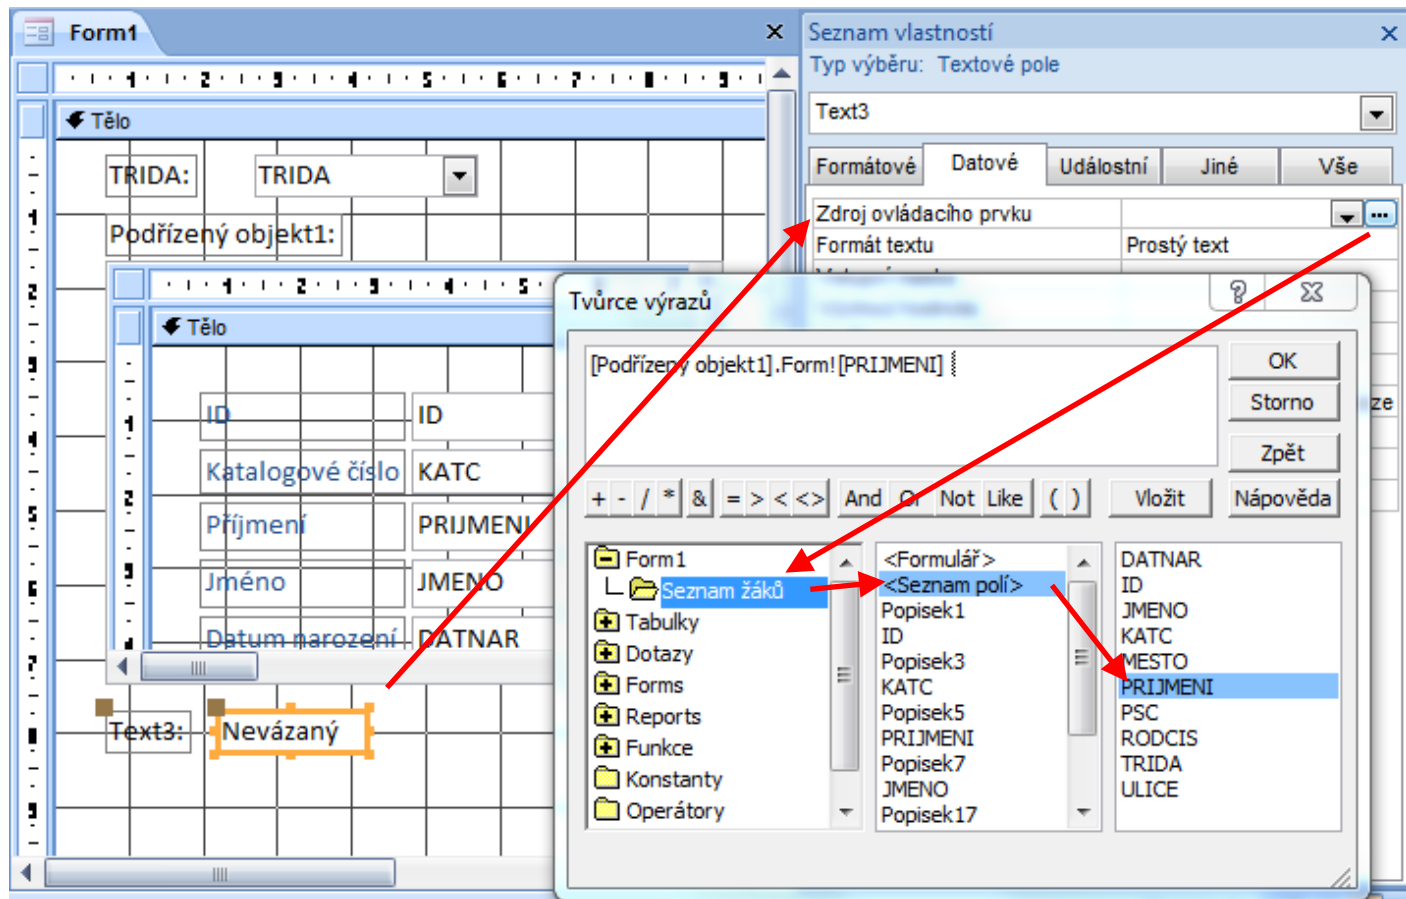 Form1
Tělo
TRIDA:
TRIDA
Podřízený objekt1:
Tělo
ID
ID
Katalogové číslo
KATC
Příjmení
PRIJMENI
Jméno
JMENO
Datum narození
DATNAR
Text3:
Nevázaný
Seznam vlastností
Typ výběru: Textové pole
Text3
Formátové
Datové
Událostní
Jiné
Vše
Zdroj ovládacího prvku
Formát textu
Prostý text
ze
Tvůrce výrazů
[Podřízený objekt1].Form![PRIJMENI]
OK
Storno
Zpět
+ - / * & = > < <> And Or Not Like ( )
Vložit
Nápověda
Form1
Seznam žáků
Tabulky
Dotazy
Forms
Reports
Funkce
Konstanty
Operátory
<Formulář>
<Seznam polí>
Popisek1
ID
Popisek3
KATC
Popisek5
PRIJMENI
Popisek7
JMENO
Popisek17
DATNAR
ID
JMENO
KATC
MESTO
PRIJMENI
PSC
RODCIS
TRIDA
ULICE